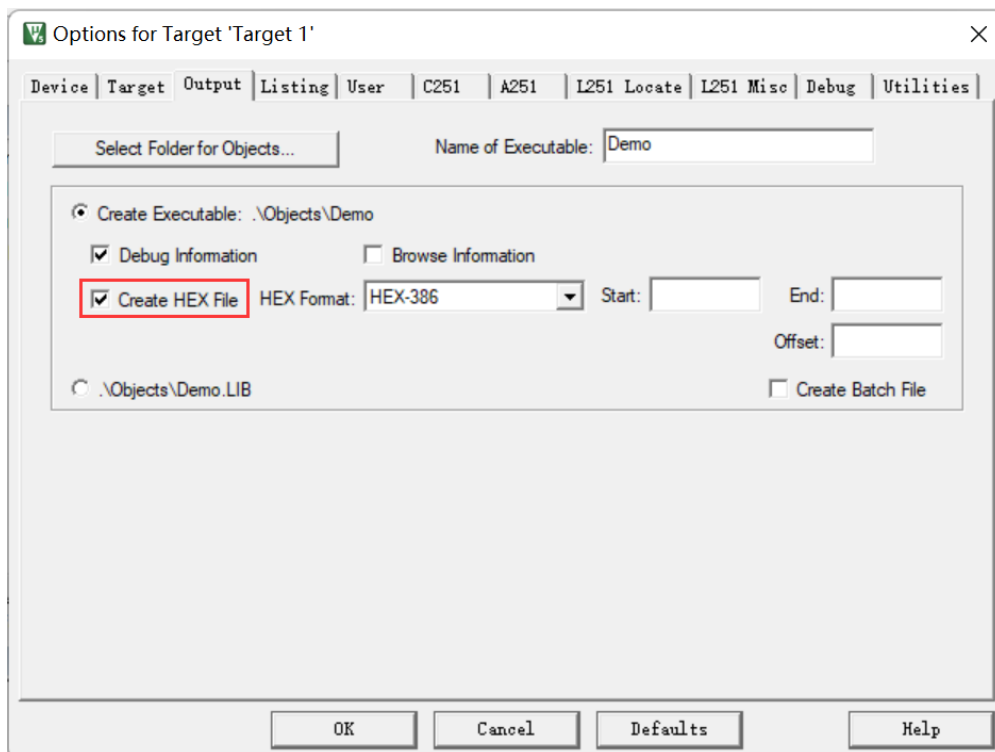 Options for Target 'Target 1'
Device Target Output Listing User C251 A251 L251 Locate L251 Misc Debug Utilities
Select Folder for Objects... Name of Executable: Demo
Create Executable: .\Objects\Demo
Debug Information Browse Information
Create HEX File HEX Format: HEX-386 Start: End:
Offset:
.\Objects\Demo.LIB Create Batch File
OK Cancel Defaults Help